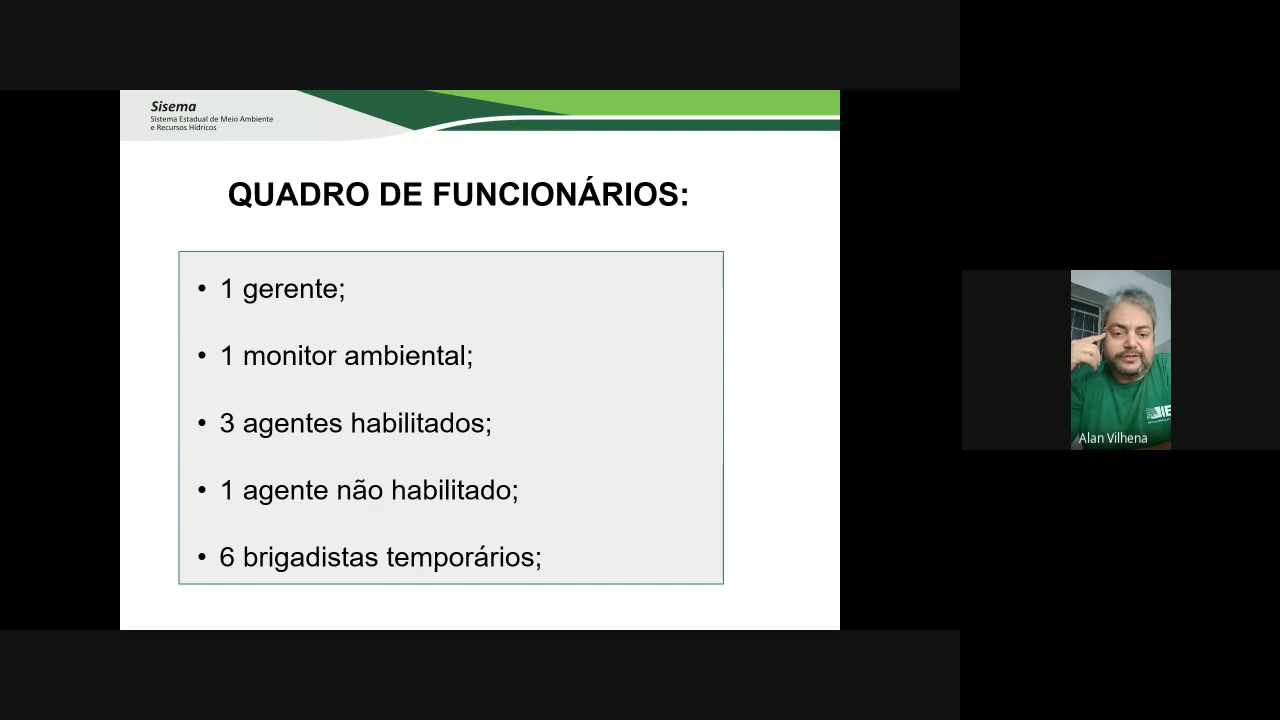 Sisema
Sistema Estadual de Meio Ambiente
e Recursos Hídricos
QUADRO DE FUNCIONÁRIOS:
• 1 gerente;
• 1 monitor ambiental;
• 3 agentes habilitados;
• 1 agente não habilitado;
• 6 brigadistas temporários;
Alan Vilhena